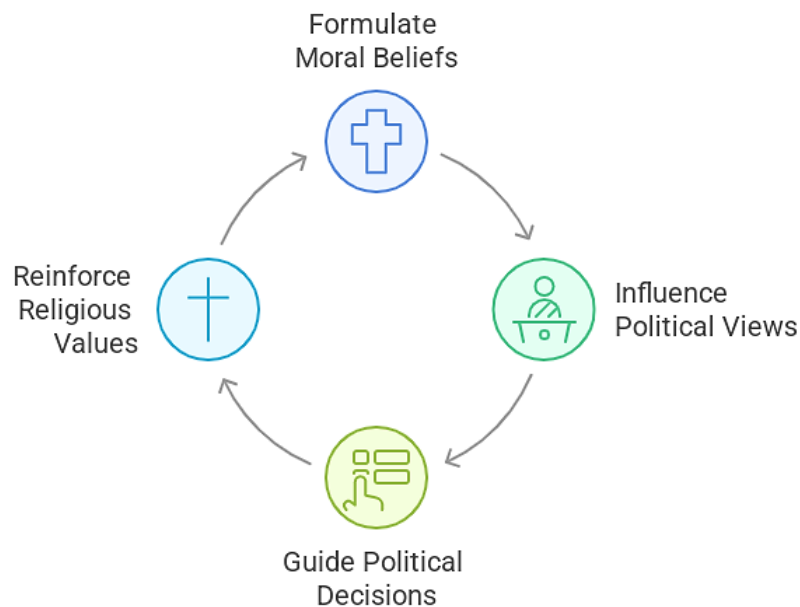 Formulate
Moral Beliefs
Reinforce
Religious
Values
Influence
Political Views
Guide Political
Decisions